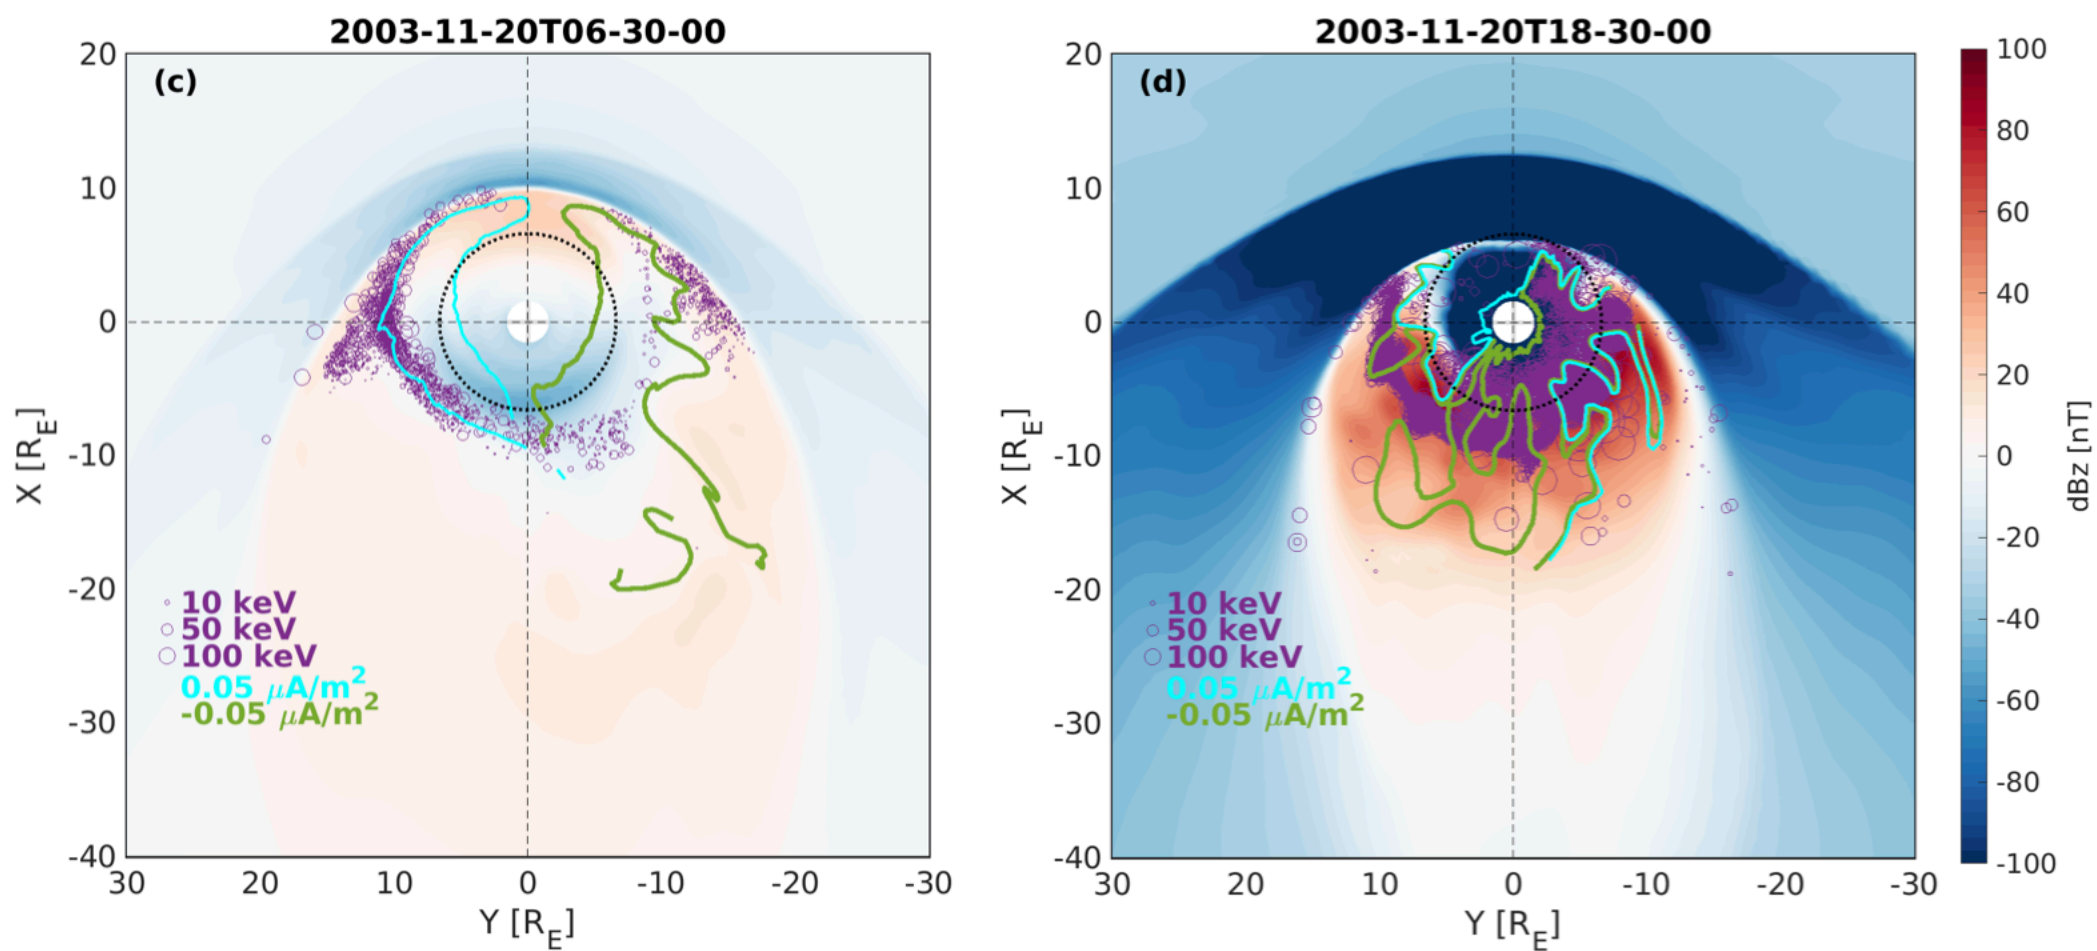 2003-11-20T06-30-00
(c)
20
10
0
-10
-20
-30
-40
X [R_E]
10 keV
50 keV
100 keV
0.05 μA/m²
-0.05 μA/m²
30 20 10 0 -10 -20 -30
Y [R_E]
2003-11-20T18-30-00
(d)
20
10
0
-10
-20
-30
-40
X [R_E]
10 keV
50 keV
100 keV
0.05 μA/m²
-0.05 μA/m²
30 20 10 0 -10 -20 -30
Y [R_E]
100
80
60
40
20
0
-20
-40
-60
-80
-100
dBz [nT]